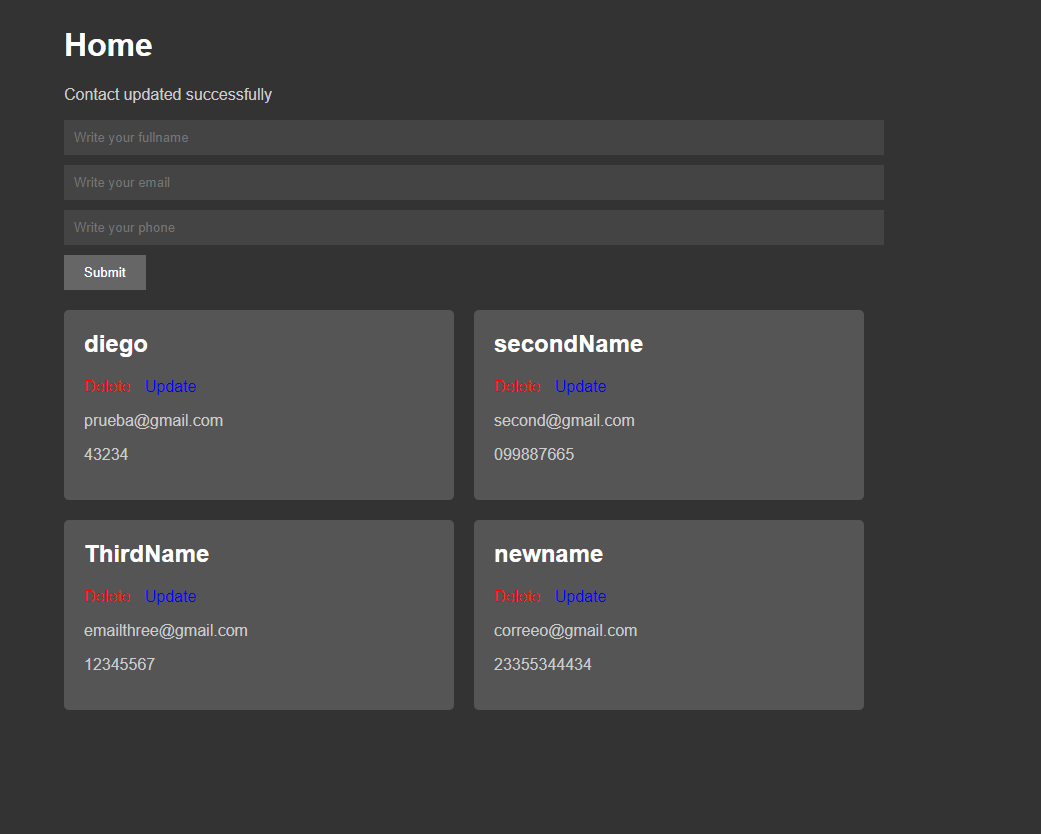 Home
Contact updated successfully
Write your fullname
Write your email
Write your phone
Submit
diego
Delete Update
prueba@gmail.com
43234
secondName
Delete Update
second@gmail.com
099887665
ThirdName
Delete Update
emailthree@gmail.com
12345567
newname
Delete Update
correeo@gmail.com
23355344434